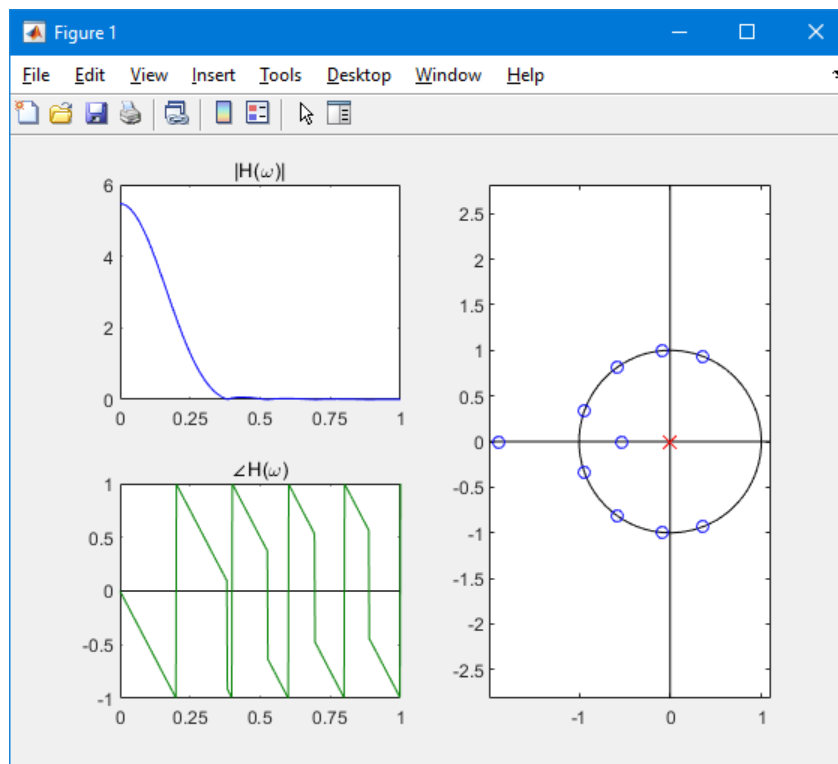 Figure 1
File Edit View Insert Tools Desktop Window Help
|H(ω)|
6
4
2
0
0 0.25 0.5 0.75 1
∠H(ω)
1
0.5
0
-0.5
-1
0 0.25 0.5 0.75 1
2.5
2
1.5
1
0.5
0
-0.5
-1
-1.5
-2
-2.5
-1 0 1